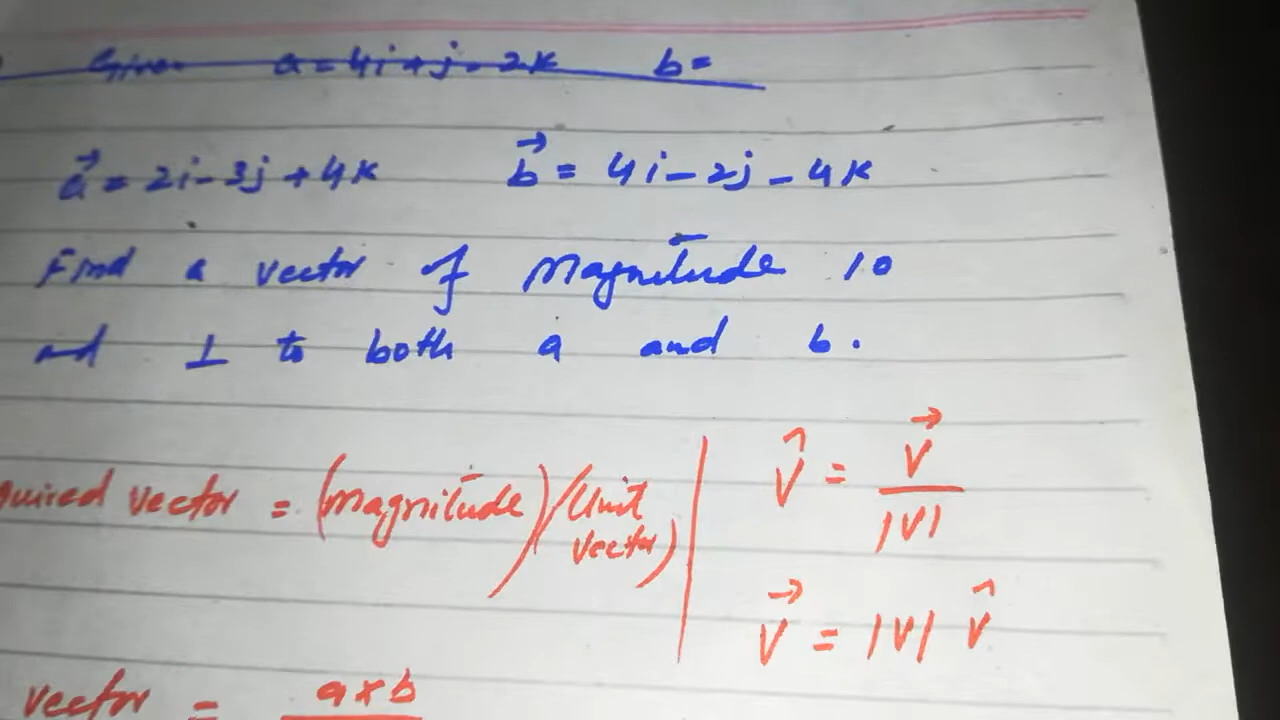 Given a = 4i + j - 2k b =
a⃗ = 2i - 3j + 4k b⃗ = 4i - 2j - 4k
Find a vector of Magnitude 10
and ⊥ to both a and b.
quired vector = (Magnitude)(Unit vector)
v̂ = v⃗ / |v|
v⃗ = |v| v̂
vector = a×b